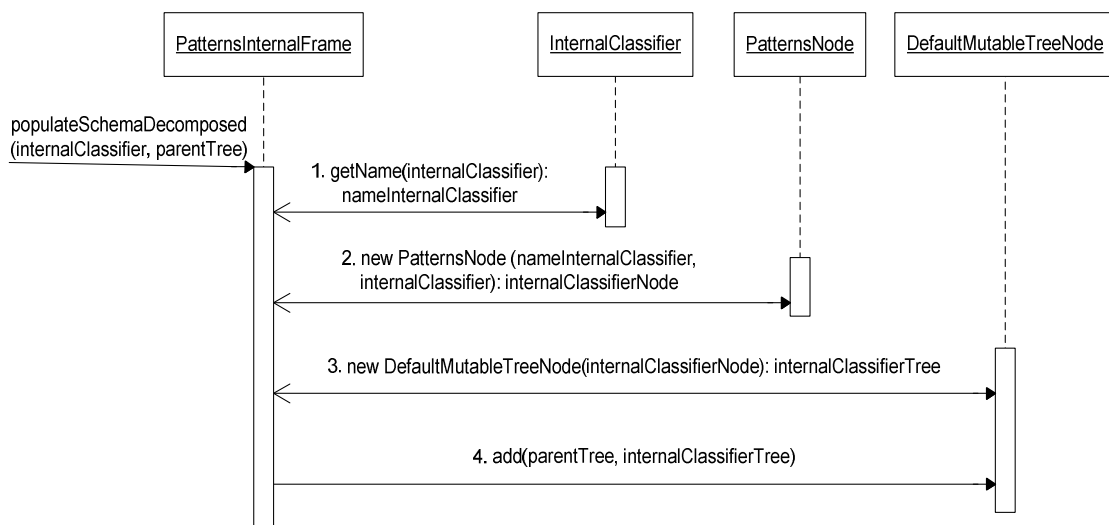 PatternsInternalFrame
InternalClassifier
PatternsNode
DefaultMutableTreeNode
populateSchemaDecomposed
(internalClassifier, parentTree)
1. getName(internalClassifier):
nameInternalClassifier
2. new PatternsNode (nameInternalClassifier,
internalClassifier): internalClassifierNode
3. new DefaultMutableTreeNode(internalClassifierNode): internalClassifierTree
4. add(parentTree, internalClassifierTree)